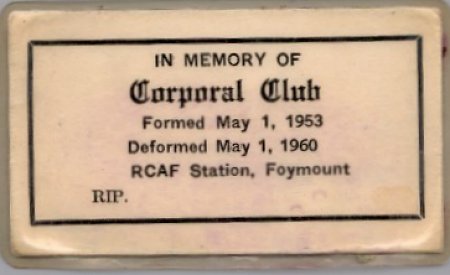 IN MEMORY OF
Corporal Club
Formed May 1, 1953
Deformed May 1, 1960
RCAF Station, Foymount
RIP.